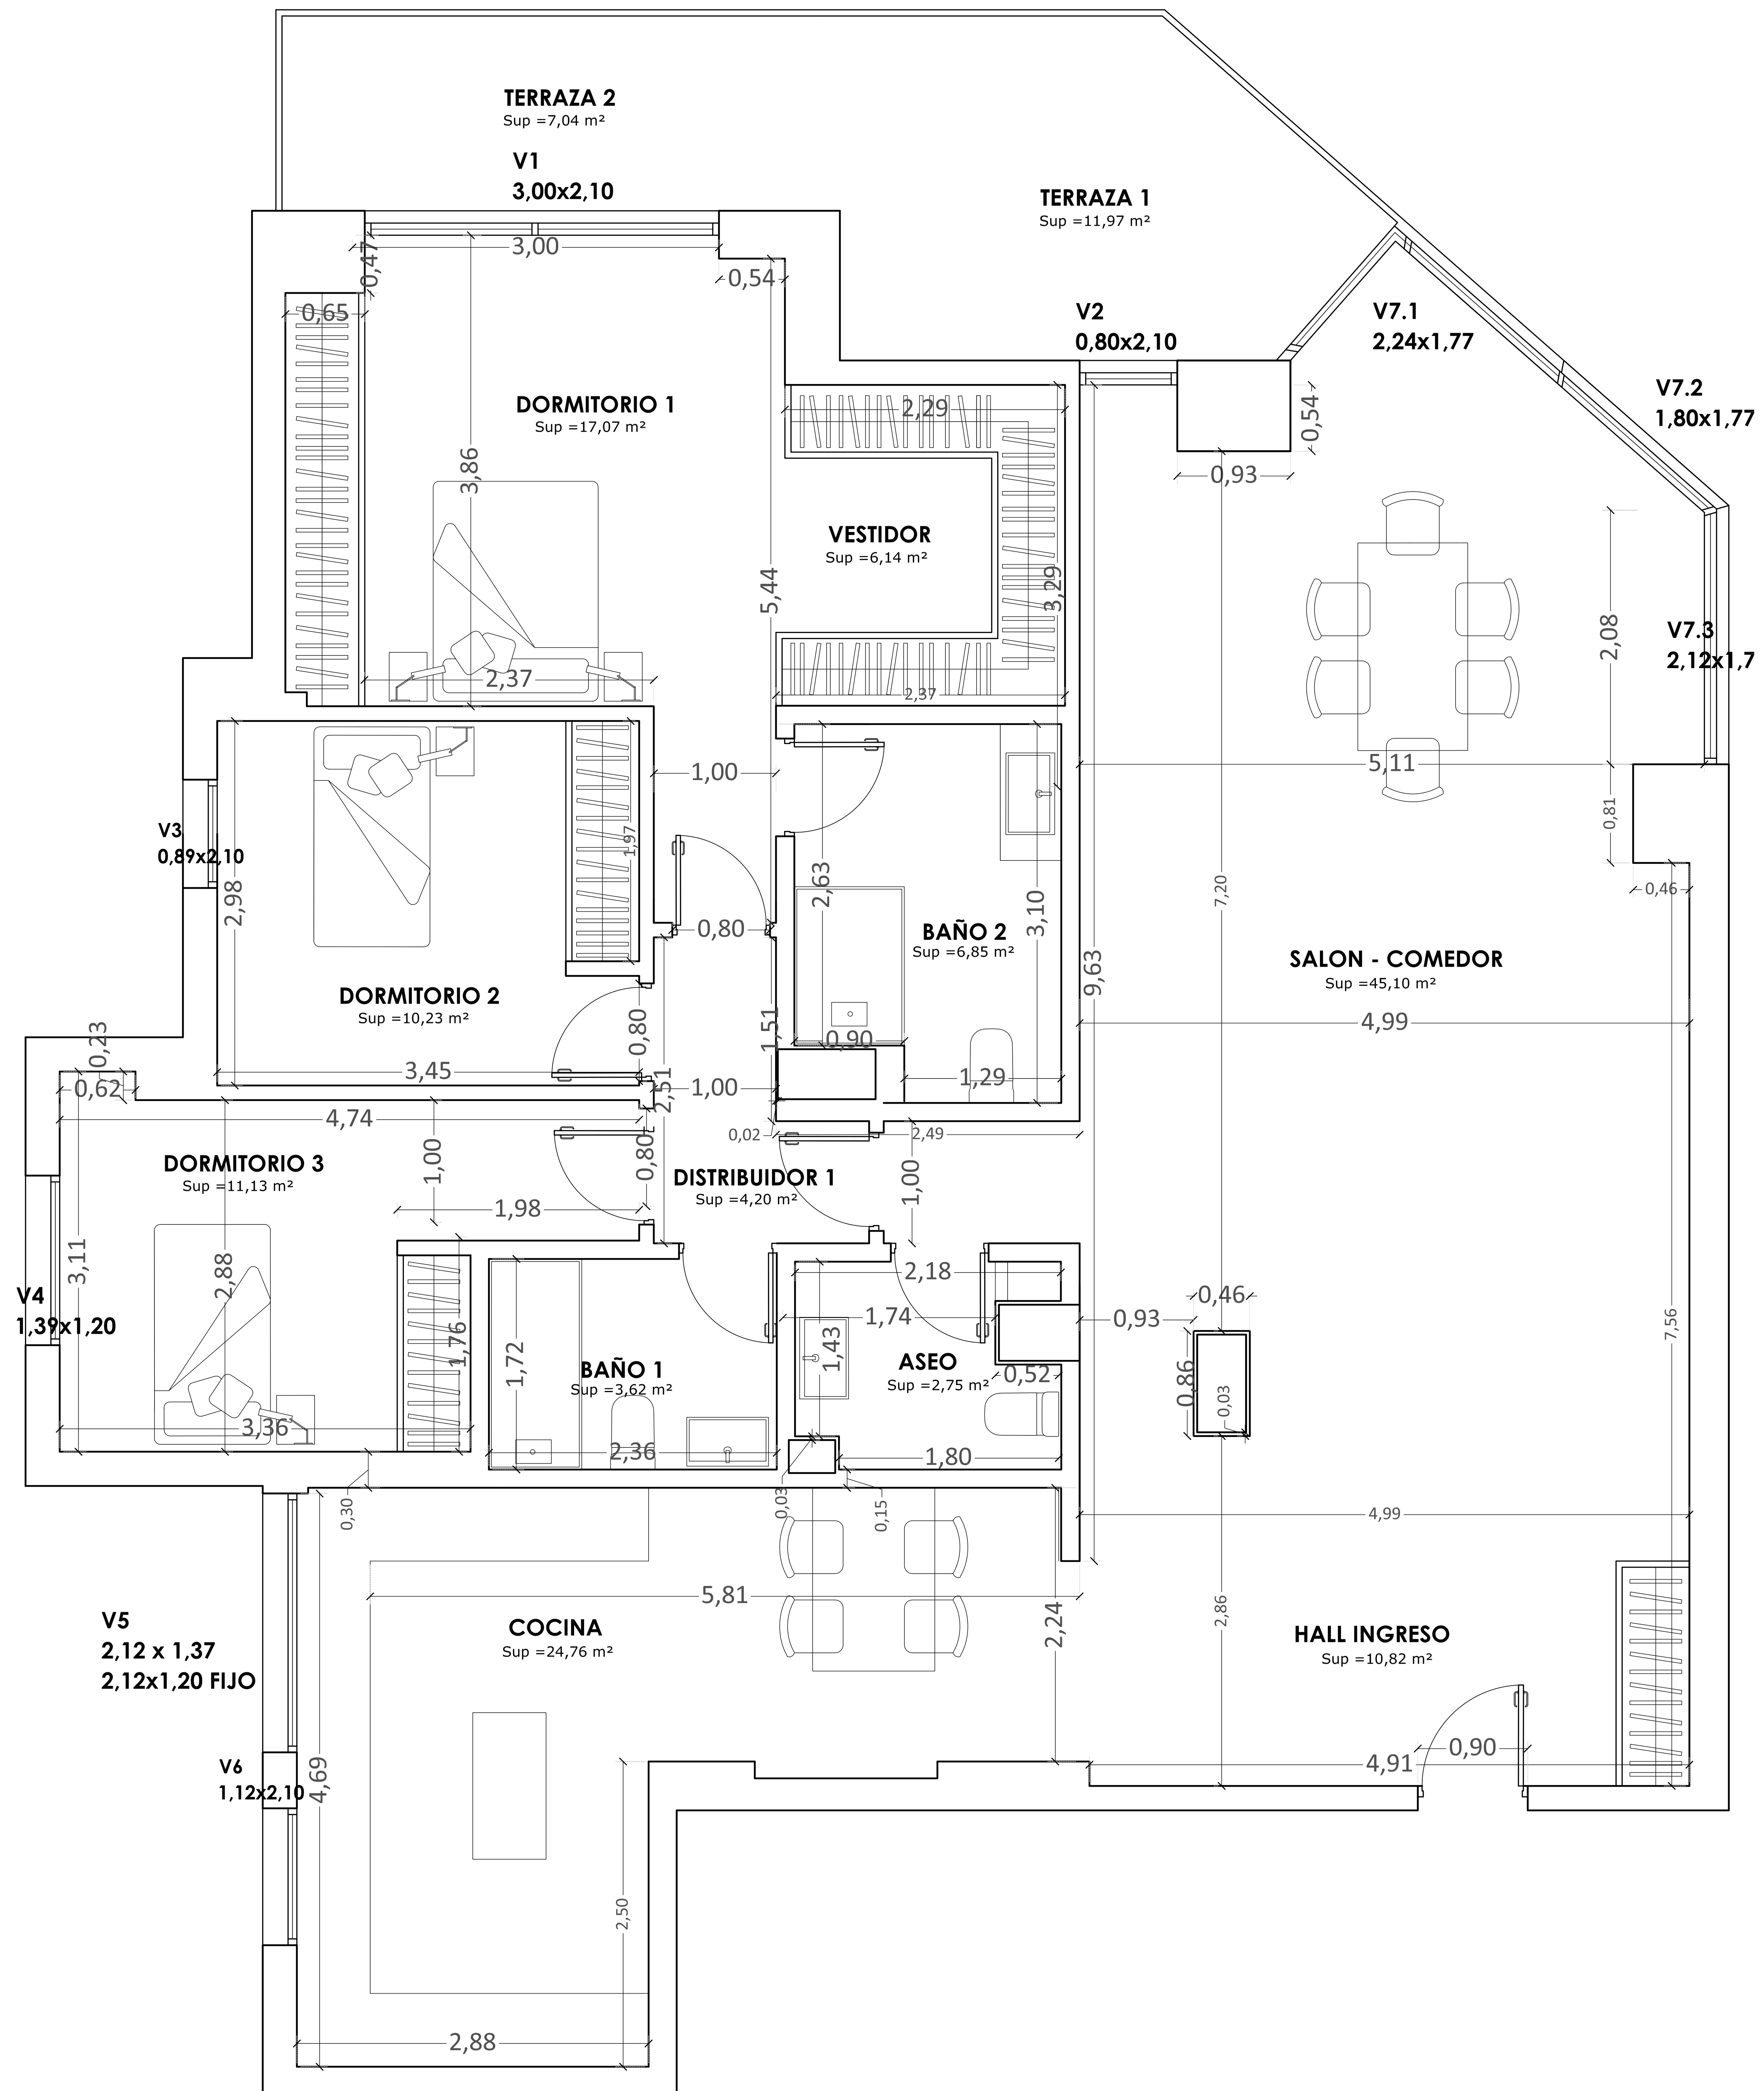 TERRAZA 2
Sup =7,04 m²
V1
3,00x2,10
TERRAZA 1
Sup =11,97 m²
3,00
0,47
0,54
0,65
V2
0,80x2,10
V7.1
2,24x1,77
V7.2
1,80x1,77
DORMITORIO 1
Sup =17,07 m²
2,29
0,54
3,86
0,93
VESTIDOR
Sup =6,14 m²
5,44
3,29
2,08
V7.3
2,12x1,7
2,37
2,37
1,00
5,11
0,81
V3
0,89x2,10
1,97
2,98
2,63
3,10
7,20
0,46
0,80
BAÑO 2
Sup =6,85 m²
9,63
SALON - COMEDOR
Sup =45,10 m²
DORMITORIO 2
Sup =10,23 m²
4,99
0,23
0,80
1,51
0,90
3,45
0,62
2,51
1,00
1,29
4,74
0,02
2,49
1,00
0,80
DORMITORIO 3
Sup =11,13 m²
DISTRIBUIDOR 1
Sup =4,20 m²
1,00
1,98
3,11
2,88
2,18
0,46
V4
1,39x1,20
1,74
0,93
7,56
1,76
1,72
1,43
BAÑO 1
Sup =3,62 m²
ASEO
Sup =2,75 m²
0,52
0,86
0,03
3,36
2,36
1,80
0,30
0,03
0,15
4,99
5,81
V5
2,12 x 1,37
2,12x1,20 FIJO
COCINA
Sup =24,76 m²
2,24
2,86
HALL INGRESO
Sup =10,82 m²
V6
1,12x2,10
4,69
4,91
0,90
2,50
2,88